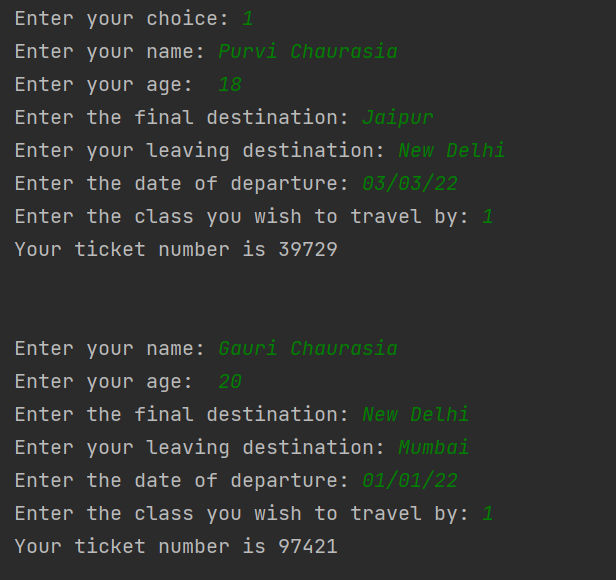 Enter your choice: 1
Enter your name: Purvi Chaurasia
Enter your age:  18
Enter the final destination: Jaipur
Enter your leaving destination: New Delhi
Enter the date of departure: 03/03/22
Enter the class you wish to travel by: 1
Your ticket number is 39729
Enter your name: Gauri Chaurasia
Enter your age:  20
Enter the final destination: New Delhi
Enter your leaving destination: Mumbai
Enter the date of departure: 01/01/22
Enter the class you wish to travel by: 1
Your ticket number is 97421